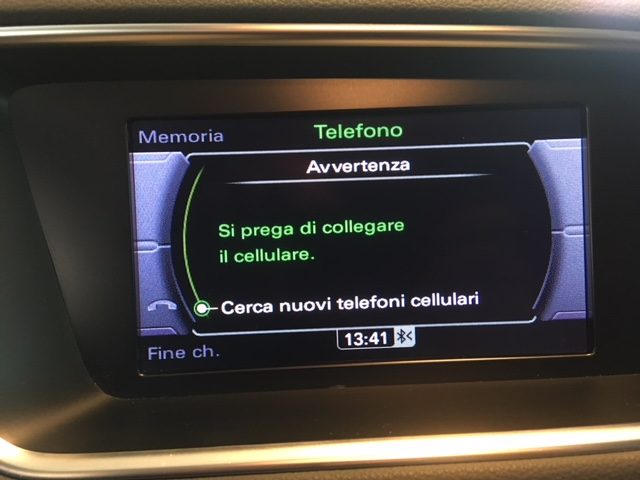 Memoria
Telefono
Avvertenza
Si prega di collegare
il cellulare.
Cerca nuovi telefoni cellulari
13:41
Fine ch.